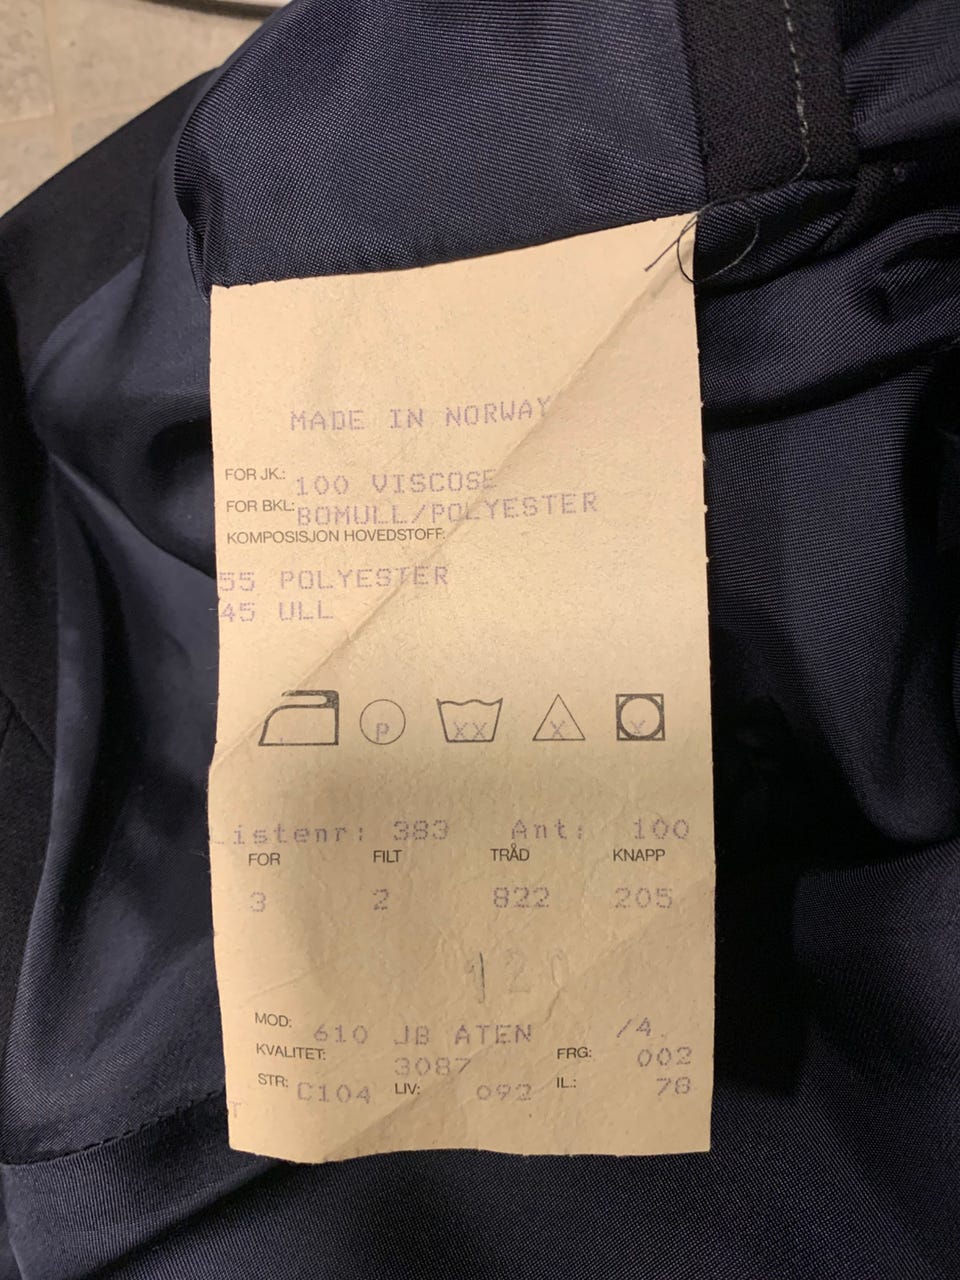 MADE IN NORWAY
FOR JK.: 100 VISCOSE
FOR BKL: BOMULL/POLYESTER
KOMPOSISJON HOVEDSTOFF:
55 POLYESTER
45 ULL
P XX X X
Listenr: 383 Ant: 100
FOR FILT TRÅD KNAPP
3 2 822 205
120
MOD: 610 JB ATEN /4.
KVALITET: 3087 FRG: 002
STR: C104 LIV: 092 IL.: 78